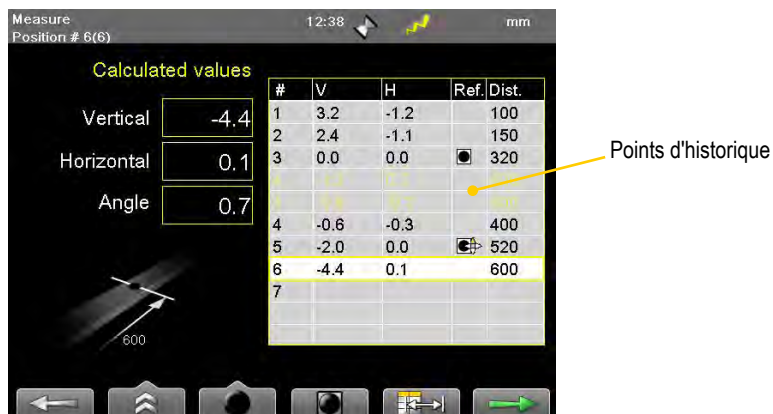 Measure 12:38 mm
Position # 6(6)
Calculated values
Vertical -4.4
Horizontal 0.1
Angle 0.7
600
# V H Ref. Dist.
1 3.2 -1.2 100
2 2.4 -1.1 150
3 0.0 0.0 320
4 -0.6 -0.3 400
5 -2.0 0.0 520
6 -4.4 0.1 600
7
Points d'historique